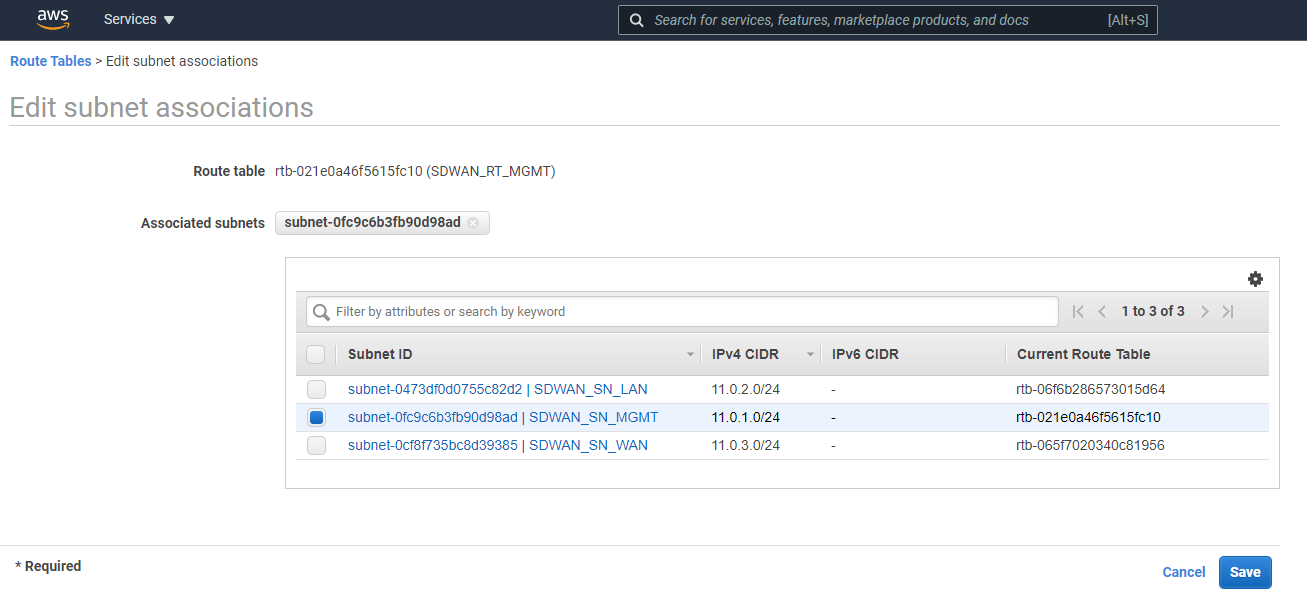 aws Services Search for services, features, marketplace products, and docs [Alt+S]
Route Tables > Edit subnet associations
Edit subnet associations
Route table rtb-021e0a46f5615fc10 (SDWAN_RT_MGMT)
Associated subnets subnet-0fc9c6b3fb90d98ad
Filter by attributes or search by keyword 1 to 3 of 3
Subnet ID IPv4 CIDR IPv6 CIDR Current Route Table
subnet-0473df0d0755c82d2 | SDWAN_SN_LAN 11.0.2.0/24 - rtb-06f6b286573015d64
subnet-0fc9c6b3fb90d98ad | SDWAN_SN_MGMT 11.0.1.0/24 - rtb-021e0a46f5615fc10
subnet-0cf8f735bc8d39385 | SDWAN_SN_WAN 11.0.3.0/24 - rtb-065f7020340c81956
* Required Cancel Save